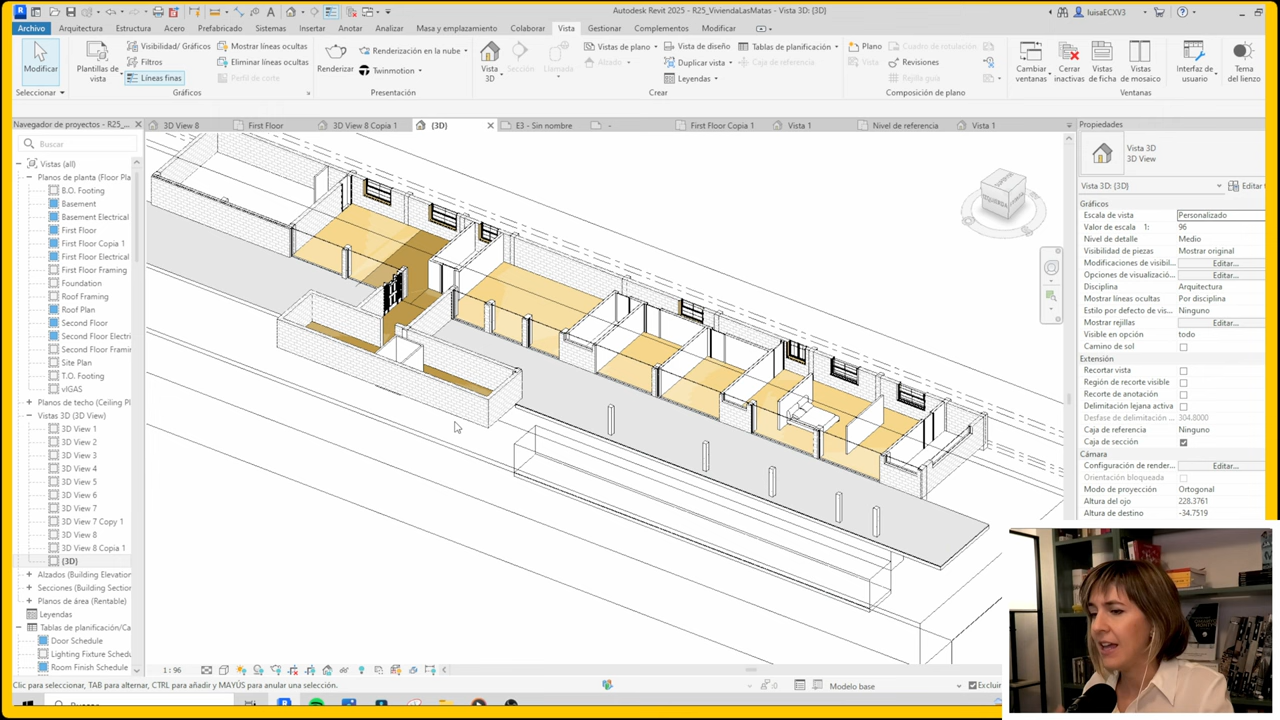 Autodesk Revit 2025 - R25_ViviendaLasMatas - Vista 3D: {3D}
luisaECXV3
Archivo Arquitectura Estructura Acero Prefabricado Sistemas Insertar Anotar Analizar Masa y emplazamiento Colaborar Vista Gestionar Complementos Modificar
Modificar
Seleccionar
Plantillas de vista
Visibilidad/ Gráficos
Filtros
Líneas finas
Mostrar líneas ocultas
Eliminar líneas ocultas
Perfil de corte
Gráficos
Renderizar
Renderización en la nube
Twinmotion
Presentación
Vista 3D
Sección
Llamada
Vistas de plano
Alzado
Vista de diseño
Duplicar vista
Leyendas
Tablas de planificación
Caja de referencia
Crear
Plano
Vista
Cuadro de rotulación
Revisiones
Rejilla guía
Composición de plano
Cambiar ventanas
Cerrar inactivas
Vistas de ficha
Vistas de mosaico
Ventanas
Interfaz de usuario
Tema del lienzo
Navegador de proyectos - R25_...
3D View 8
First Floor
3D View 8 Copia 1
{3D}
E3 - Sin nombre
-
First Floor Copia 1
Vista 1
Nivel de referencia
Vista 1
Buscar
Vistas (all)
Planos de planta (Floor Pla
B.O. Footing
Basement
Basement Electrical
First Floor
First Floor Copia 1
First Floor Electrical
First Floor Framing
Foundation
Roof Framing
Roof Plan
Second Floor
Second Floor Electri
Second Floor Framin
Site Plan
T.O. Footing
vIGAS
Planos de techo (Ceiling Pl
Vistas 3D (3D View)
3D View 1
3D View 2
3D View 3
3D View 4
3D View 5
3D View 6
3D View 7
3D View 7 Copy 1
3D View 8
3D View 8 Copia 1
{3D}
Alzados (Building Elevation
Secciones (Building Section
Planos de área (Rentable)
Leyendas
Tablas de planificación/Ca
Door Schedule
Lighting Fixture Schedu
Room Finish Schedule
Propiedades
Vista 3D
3D View
Vista 3D: {3D}
Editar
Gráficos
Escala de vista Personalizado
Valor de escala 1: 96
Nivel de detalle Medio
Visibilidad de piezas Mostrar original
Modificaciones de visibil... Editar...
Opciones de visualizació... Editar...
Disciplina Arquitectura
Mostrar líneas ocultas Por disciplina
Estilo por defecto de vis... Ninguno
Mostrar rejillas Editar...
Visible en opción todo
Camino de sol
Extensión
Recortar vista
Región de recorte visible
Recorte de anotación
Delimitación lejana activa
Desfase de delimitación ... 304.8000
Caja de referencia Ninguno
Caja de sección
Cámara
Configuración de render... Editar...
Orientación bloqueada
Modo de proyección Ortogonal
Altura del ojo 228.3761
Altura de destino -34.7519
1 : 96
Clic para seleccionar, TAB para alternar, CTRL para añadir y MAYÚS para anular una selección.
:0
Modelo base
Excluir